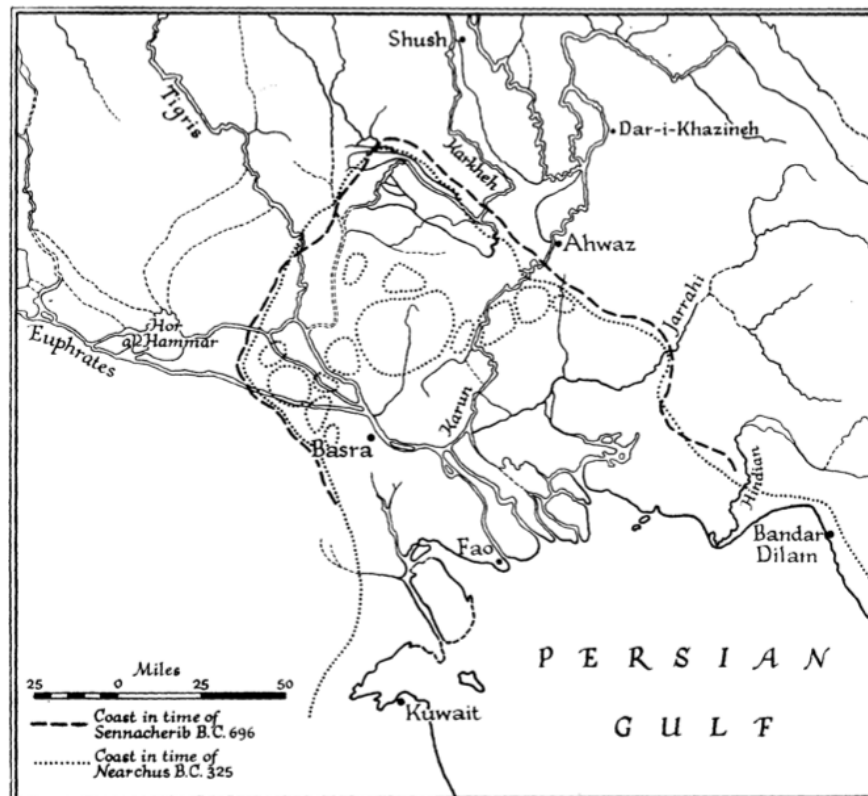 Shush
Tigris
Dar-i-Khazineh
Karkheh
Ahwaz
Jarrahi
Hor
al Hammar
Euphrates
Karun
Basra
Hindian
Fao
Bandar
Dilam
PERSIAN
GULF
Miles
25 0 25 50
Kuwait
Coast in time of
Sennacherib B.C. 696
Coast in time of
Nearchus B.C. 325